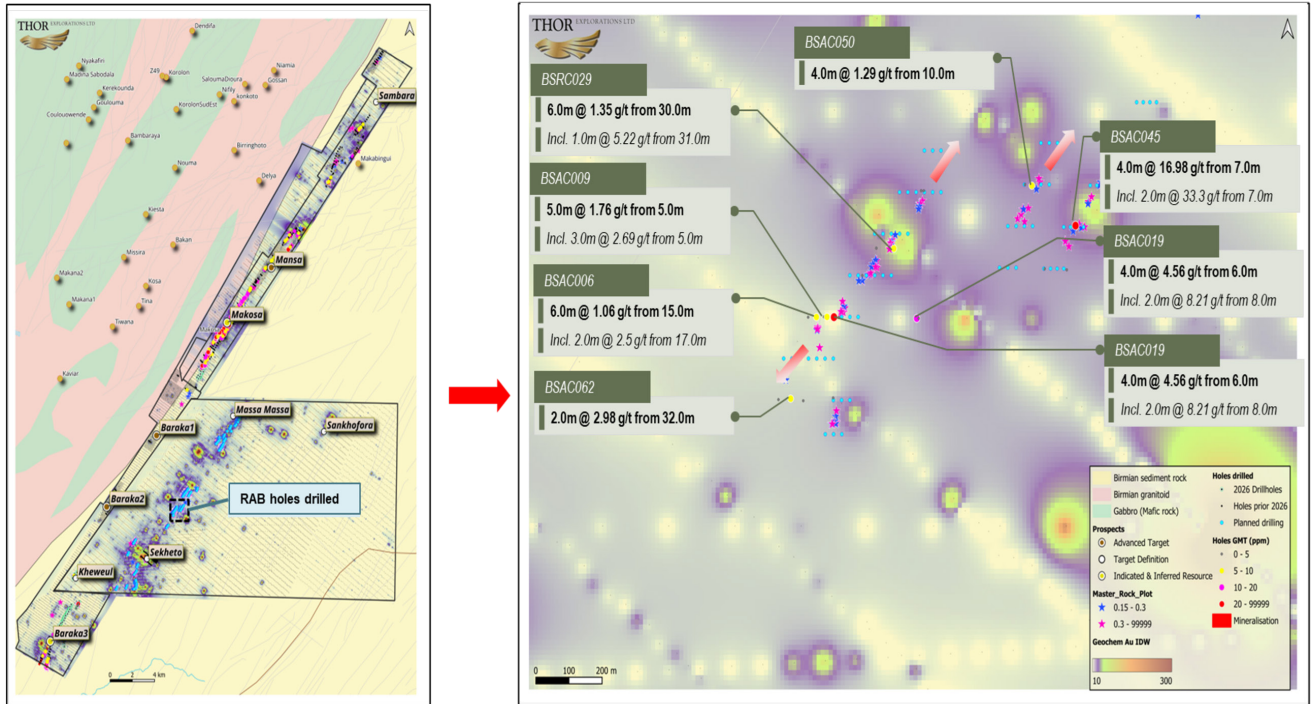 THOR EXPLORATIONS LTD
Dendifa
Nyakafin
Madina Sabodala
Z49
Korolon
SaloumaDioura
Niamia
Gossan
Kerekounda
Goulouma
Nifily
konkoto
KorolonSudEst
Coulouowende
Sambara
Bambaraya
Birringhoto
Makabingui
Nouma
Delya
Kiesta
Bakan
Missira
Mansa
Makana2
Kosa
Makana1
Tina
Tiwana
Makosa
Kaviar
Massa Massa
Sankhofora
Baraka1
Baraka2
RAB holes drilled
Sekheto
Kheweul
Baraka3
0 2 4 km
THOR EXPLORATIONS LTD
BSAC050
4.0m @ 1.29 g/t from 10.0m
BSRC029
6.0m @ 1.35 g/t from 30.0m
Incl. 1.0m @ 5.22 g/t from 31.0m
BSAC045
4.0m @ 16.98 g/t from 7.0m
Incl. 2.0m @ 33.3 g/t from 7.0m
BSAC009
5.0m @ 1.76 g/t from 5.0m
Incl. 3.0m @ 2.69 g/t from 5.0m
BSAC019
4.0m @ 4.56 g/t from 6.0m
Incl. 2.0m @ 8.21 g/t from 8.0m
BSAC006
6.0m @ 1.06 g/t from 15.0m
Incl. 2.0m @ 2.5 g/t from 17.0m
BSAC019
4.0m @ 4.56 g/t from 6.0m
Incl. 2.0m @ 8.21 g/t from 8.0m
BSAC062
2.0m @ 2.98 g/t from 32.0m
Birmian sediment rock
Birmian granitoid
Gabbro (Mafic rock)
Prospects
Advanced Target
Target Definition
Indicated & Inferred Resource
Master_Rock_Plot
0.15 - 0.3
0.3 - 99999
Geochem Au IDW
10 300
Holes drilled
2026 Drillholes
Holes prior 2026
Planned drilling
Holes GMT (ppm)
0 - 5
5 - 10
10 - 20
20 - 99999
Mineralisation
0 100 200 m